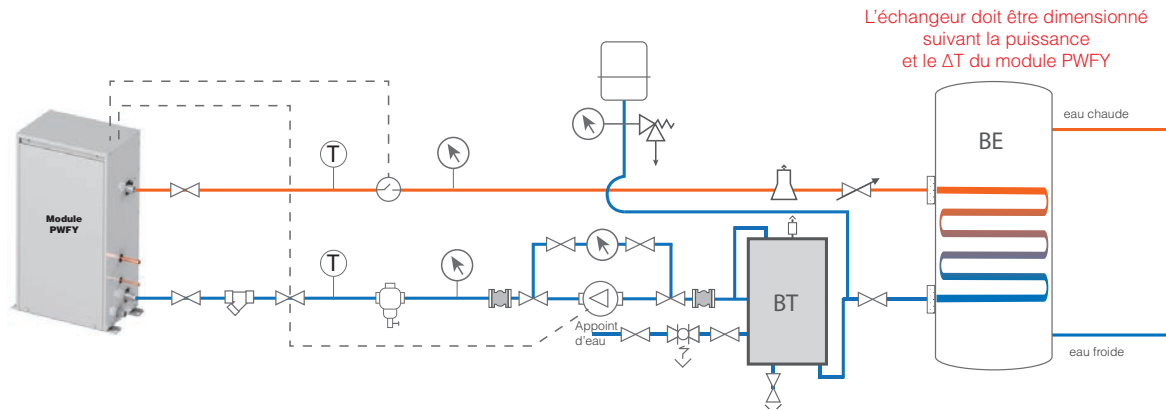 L'échangeur doit être dimensionné
suivant la puissance
et le ΔT du module PWFY
eau chaude
BE
T
Module
PWFY
T
BT
Appoint
d'eau
eau froide